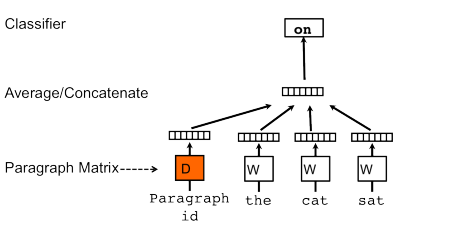 Classifier
on
Average/Concatenate
Paragraph Matrix
D
W
W
W
Paragraph
id
the
cat
sat